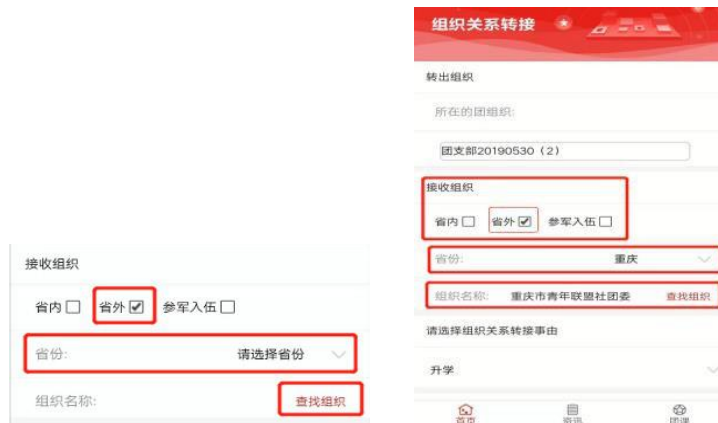 接收组织
省内 省外 参军入伍
省份: 请选择省份
组织名称: 查找组织
组织关系转接
转出组织
所在的团组织:
团支部20190530（2）
接收组织
省内 省外 参军入伍
省份: 重庆
组织名称: 重庆市青年联盟社团委 查找组织
请选择组织关系转接事由
升学
首页 资讯 团课